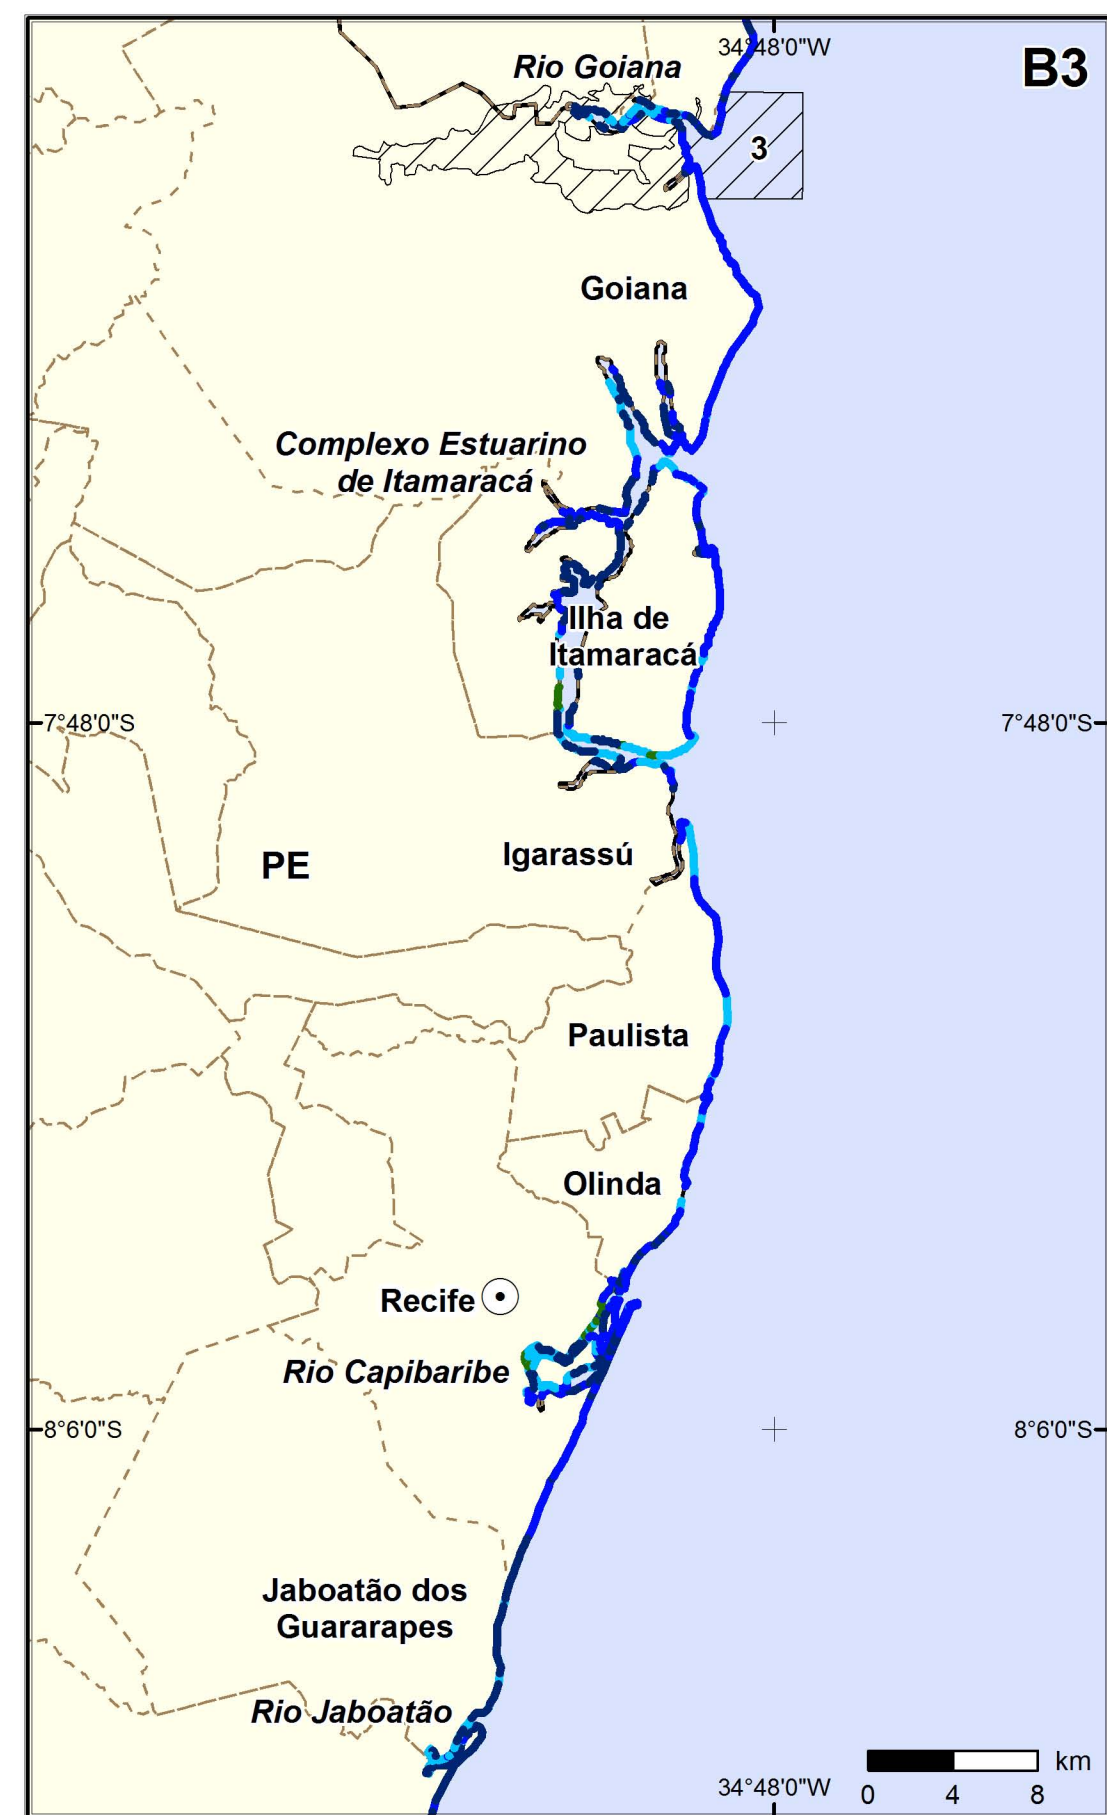 34°48'0"W
B3
Rio Goiana
3
Goiana
Complexo Estuarino
de Itamaracá
Ilha de
Itamaracá
7°48'0"S
7°48'0"S
Igarassú
PE
Paulista
Olinda
Recife
Rio Capibaribe
8°6'0"S
8°6'0"S
Jaboatão dos
Guararapes
Rio Jaboatão
km
34°48'0"W
0 4 8